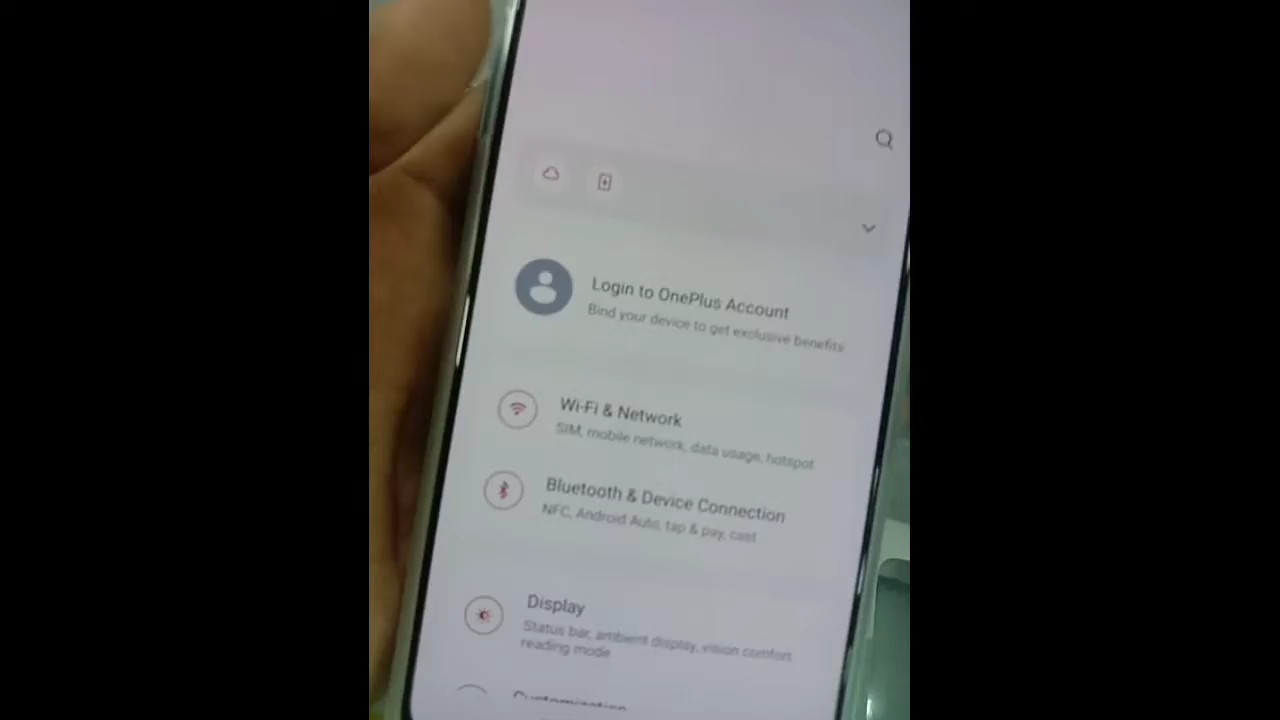 Login to OnePlus Account
Bind your device to get exclusive benefits
Wi-Fi & Network
SIM, mobile network, data usage, hotspot
Bluetooth & Device Connection
NFC, Android Auto, tap & pay, cast
Display
Status bar, ambient display, vision comfort
reading mode